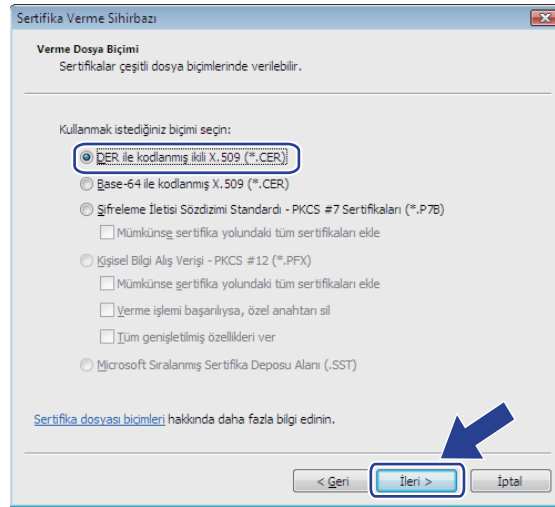 Sertifika Verme Sihirbazı
Verme Dosya Biçimi
Sertifikalar çeşitli dosya biçimlerinde verilebilir.
Kullanmak istediğiniz biçimi seçin:
DER ile kodlanmış ikili X.509 (*.CER)
Base-64 ile kodlanmış X.509 (*.CER)
Şifreleme İletisi Sözdizimi Standardı - PKCS #7 Sertifikaları (*.P7B)
Mümkünse sertifika yolundaki tüm sertifikaları ekle
Kişisel Bilgi Alış Verişi - PKCS #12 (*.PFX)
Mümkünse sertifika yolundaki tüm sertifikaları ekle
Verme işlemi başarılıysa, özel anahtarı sil
Tüm genişletilmiş özellikleri ver
Microsoft Sıralanmış Sertifika Deposu Alanı (.SST)
Sertifika dosyası biçimleri hakkında daha fazla bilgi edinin.
< Geri İleri > İptal